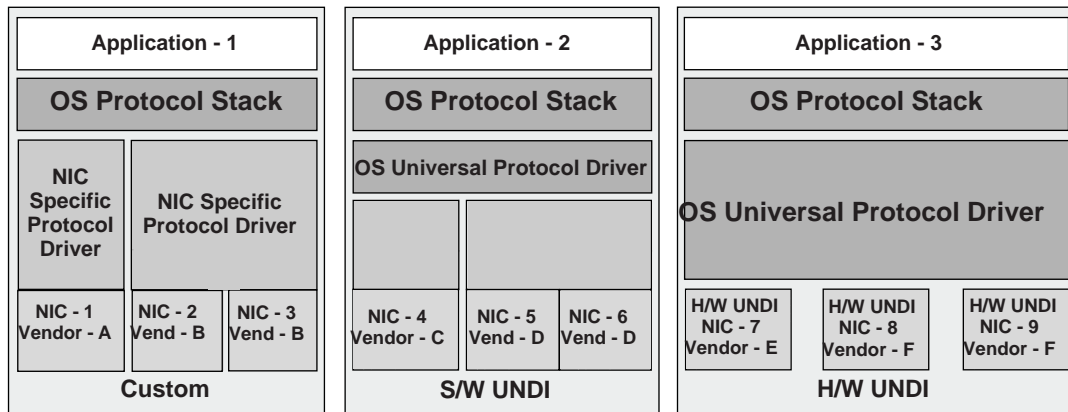 Application - 1
OS Protocol Stack
NIC
Specific
Protocol
Driver
NIC Specific
Protocol Driver
NIC - 1
Vendor - A
NIC - 2
Vend - B
NIC - 3
Vend - B
Custom
Application - 2
OS Protocol Stack
OS Universal Protocol Driver
NIC - 4
Vendor - C
NIC - 5
Vend - D
NIC - 6
Vend - D
S/W UNDI
Application - 3
OS Protocol Stack
OS Universal Protocol Driver
H/W UNDI
NIC - 7
Vendor - E
H/W UNDI
NIC - 8
Vendor - F
H/W UNDI
NIC - 9
Vendor - F
H/W UNDI